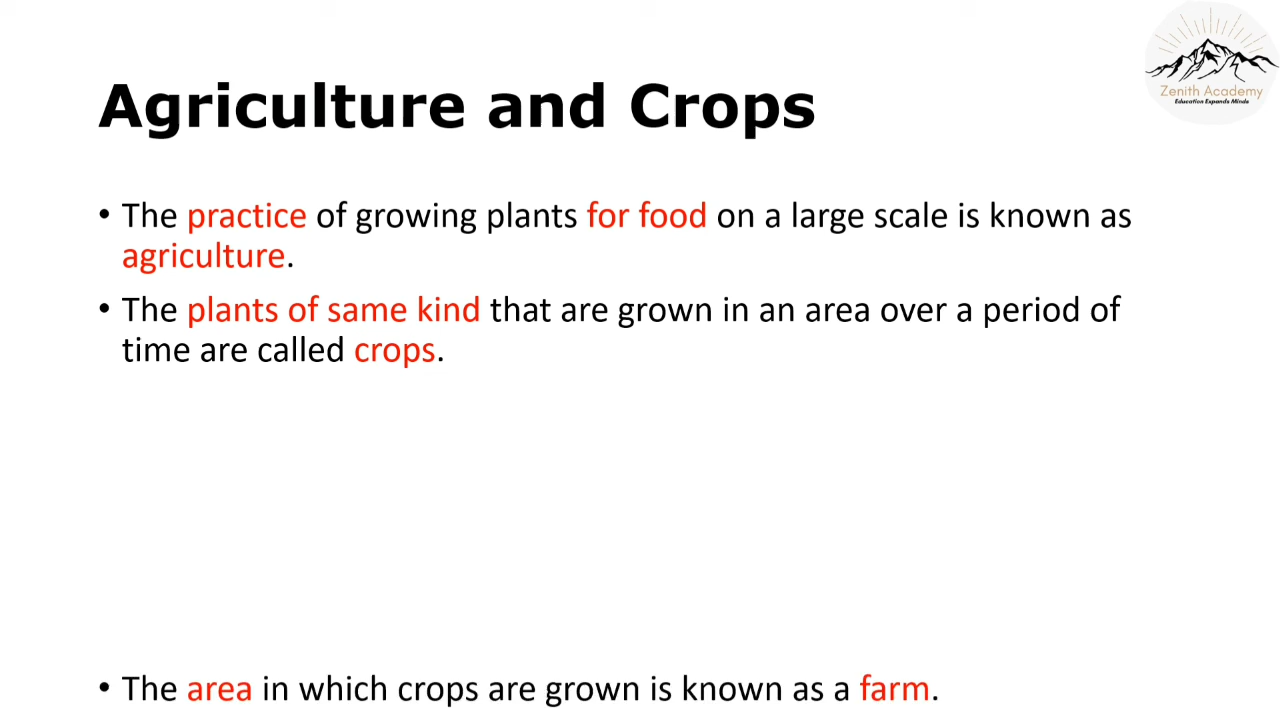 Zenith Academy
Education Expands Minds
Agriculture and Crops
• The practice of growing plants for food on a large scale is known as
agriculture.
• The plants of same kind that are grown in an area over a period of
time are called crops.
• The area in which crops are grown is known as a farm.